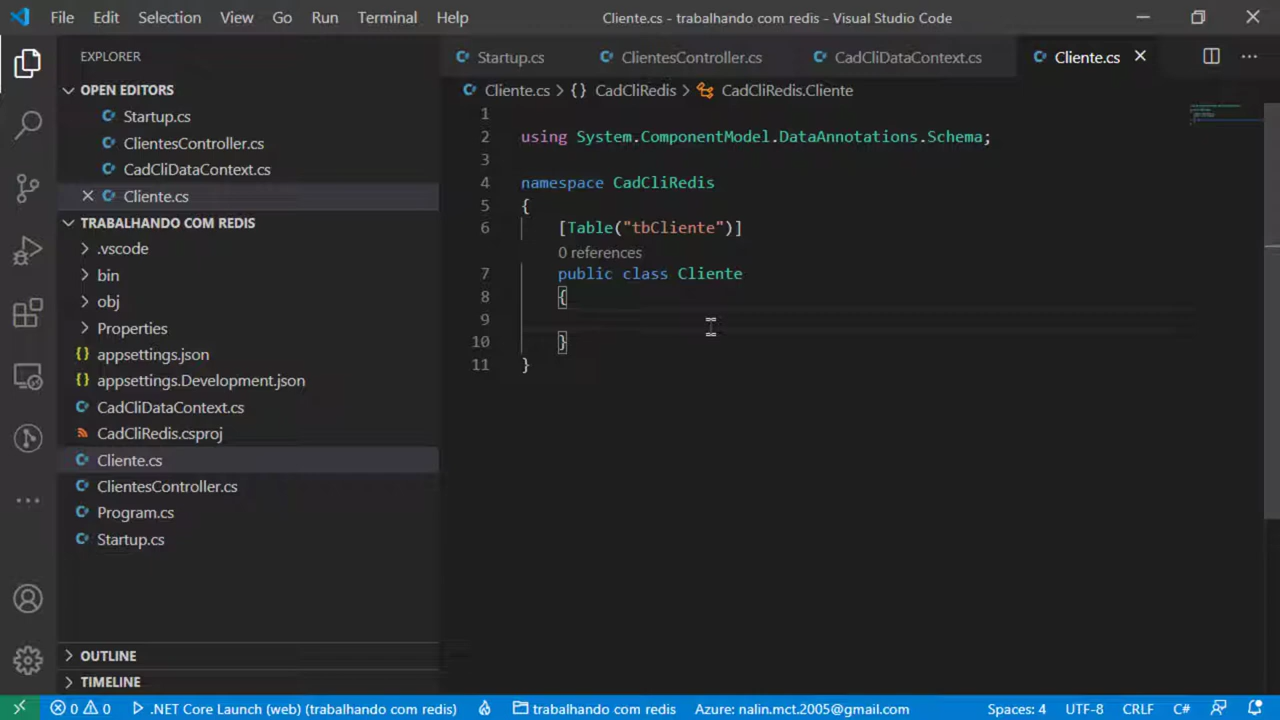 File Edit Selection View Go Run Terminal Help Cliente.cs - trabalhando com redis - Visual Studio Code
EXPLORER
OPEN EDITORS
Startup.cs
ClientesController.cs
CadCliDataContext.cs
Cliente.cs
TRABALHANDO COM REDIS
.vscode
bin
obj
Properties
{} appsettings.json
{} appsettings.Development.json
CadCliDataContext.cs
CadCliRedis.csproj
Cliente.cs
ClientesController.cs
Program.cs
Startup.cs
OUTLINE
TIMELINE
Startup.cs ClientesController.cs CadCliDataContext.cs Cliente.cs
Cliente.cs > {} CadCliRedis > CadCliRedis.Cliente
1
2 using System.ComponentModel.DataAnnotations.Schema;
3
4 namespace CadCliRedis
5 {
6 [Table("tbCliente")]
0 references
7 public class Cliente
8 {
9
10 }
11 }
0 0 .NET Core Launch (web) (trabalhando com redis) trabalhando com redis Azure: nalin.mct.2005@gmail.com Spaces: 4 UTF-8 CRLF C#